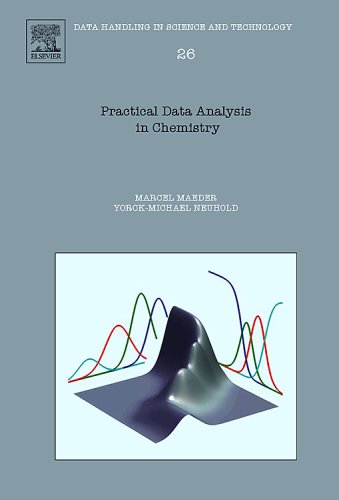 DATA HANDLING IN SCIENCE AND TECHNOLOGY
26
ELSEVIER
Practical Data Analysis
in Chemistry
MARCEL MAEDER
YORCK-MICHAEL NEUHOLD